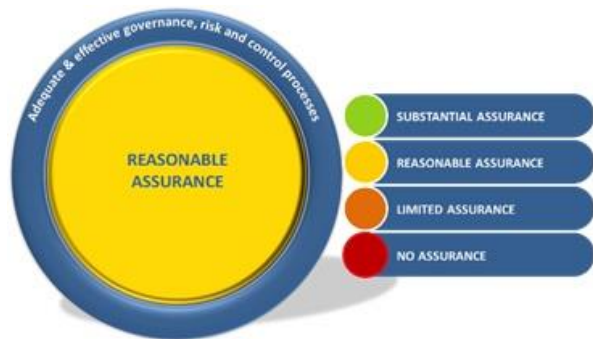 Adequate & effective governance, risk and control processes
REASONABLE
ASSURANCE
SUBSTANTIAL ASSURANCE
REASONABLE ASSURANCE
LIMITED ASSURANCE
NO ASSURANCE